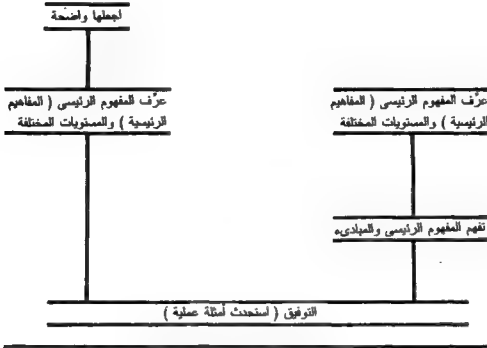 اجعلها واضحة
عرّف المفهوم الرئيسى ( المفاهيم
الرئيسية ) والمستويات المختلفة
عرّف المفهوم الرئيسى ( المفاهيم
الرئيسية ) والمستويات المختلفة
تفهم المفهوم الرئيسى والمبادىء
التوفيق ( استحدث أمثلة عملية )